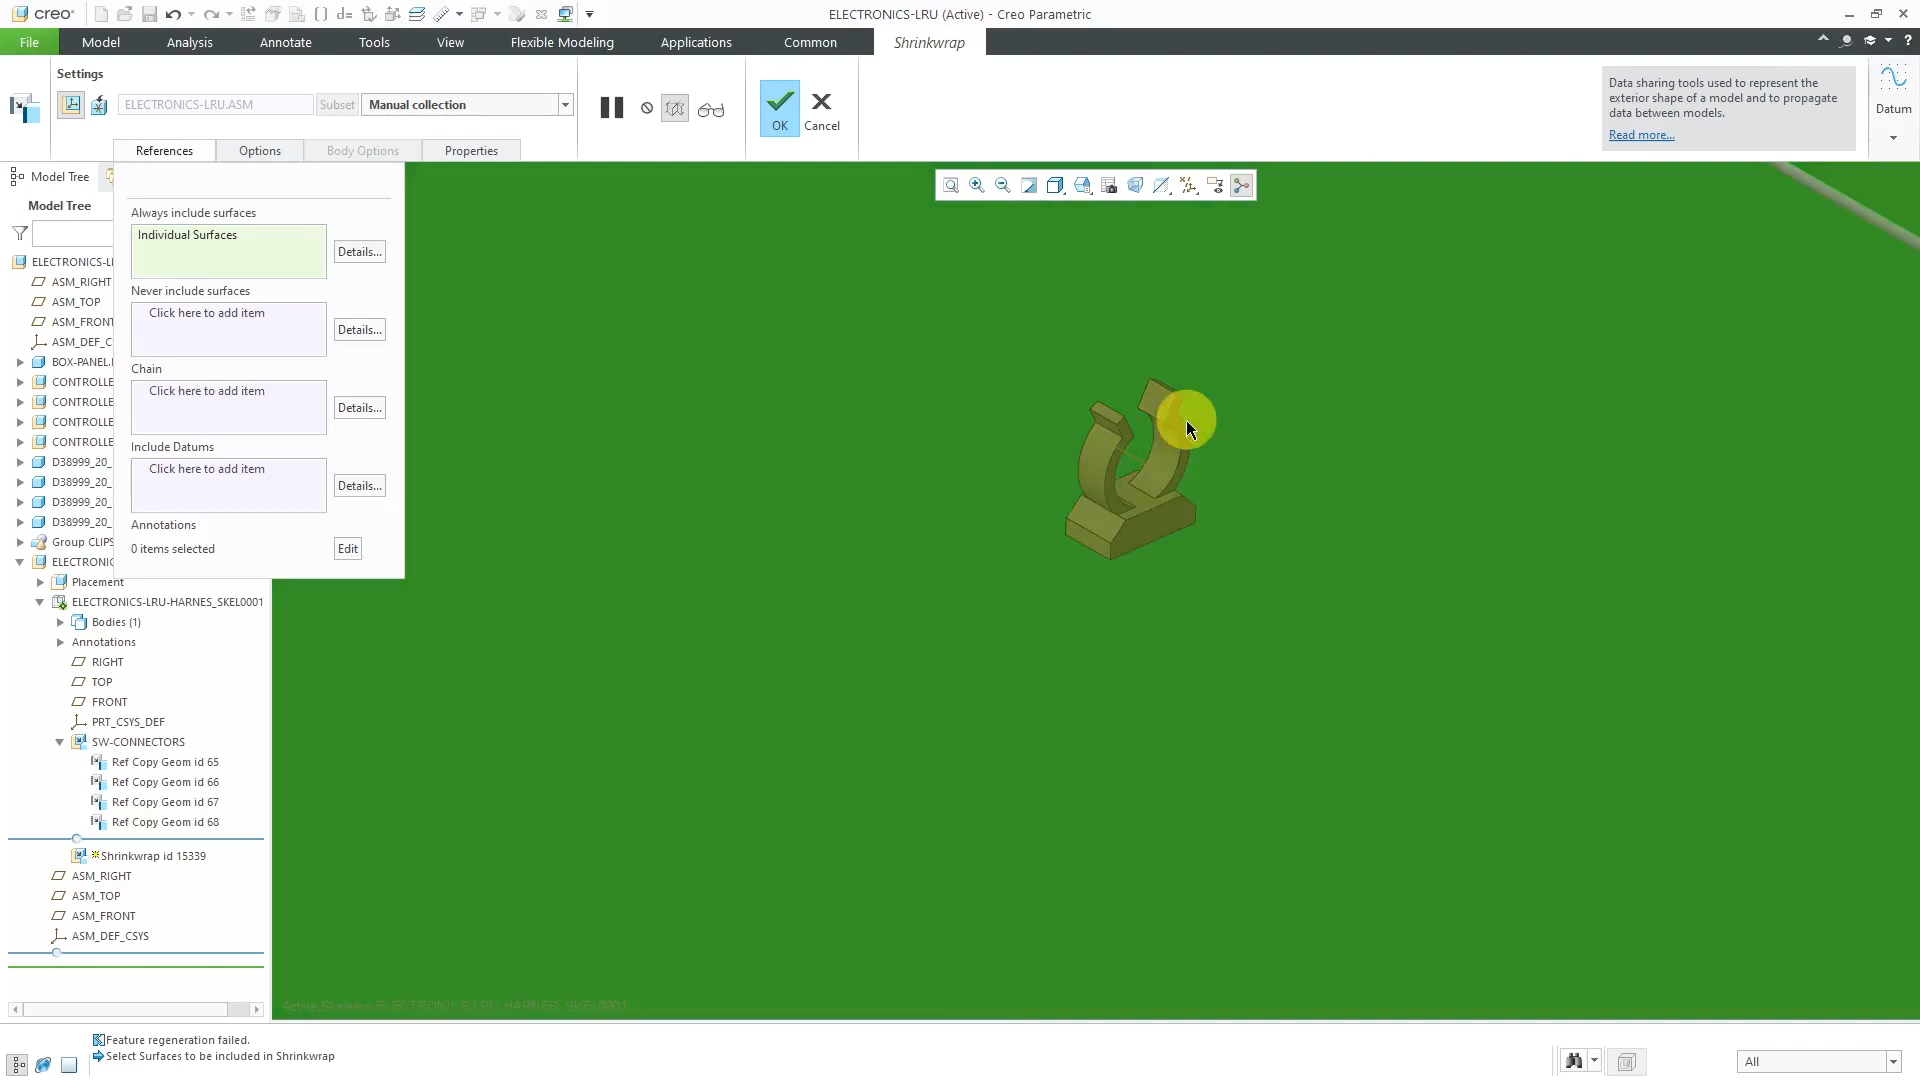 creo°
ELECTRONICS-LRU (Active) - Creo Parametric
File
Model
Analysis
Annotate
Tools
View
Flexible Modeling
Applications
Common
Shrinkwrap
Settings
ELECTRONICS-LRU.ASM
Subset
Manual collection
OK
Cancel
Data sharing tools used to represent the
exterior shape of a model and to propagate
data between models.
Read more...
Datum
References
Options
Body Options
Properties
Model Tree
Model Tree
Always include surfaces
Individual Surfaces
Details...
Never include surfaces
Click here to add item
Details...
Chain
Click here to add item
Details...
Include Datums
Click here to add item
Details...
Annotations
0 items selected
Edit
ELECTRONICS-L
ASM_RIGHT
ASM_TOP
ASM_FRONT
ASM_DEF_C
BOX-PANEL.
CONTROLLE
CONTROLLE
CONTROLLE
CONTROLLE
D38999_20_
D38999_20_
D38999_20_
D38999_20_
Group CLIPS
ELECTRONIC
Placement
ELECTRONICS-LRU-HARNES_SKEL0001
Bodies (1)
Annotations
RIGHT
TOP
FRONT
PRT_CSYS_DEF
SW-CONNECTORS
Ref Copy Geom id 65
Ref Copy Geom id 66
Ref Copy Geom id 67
Ref Copy Geom id 68
Shrinkwrap id 15339
ASM_RIGHT
ASM_TOP
ASM_FRONT
ASM_DEF_CSYS
Active Skeleton ELECTRONICS-LRU-HARNES_SKEL0001
Feature regeneration failed.
Select Surfaces to be included in Shrinkwrap
All